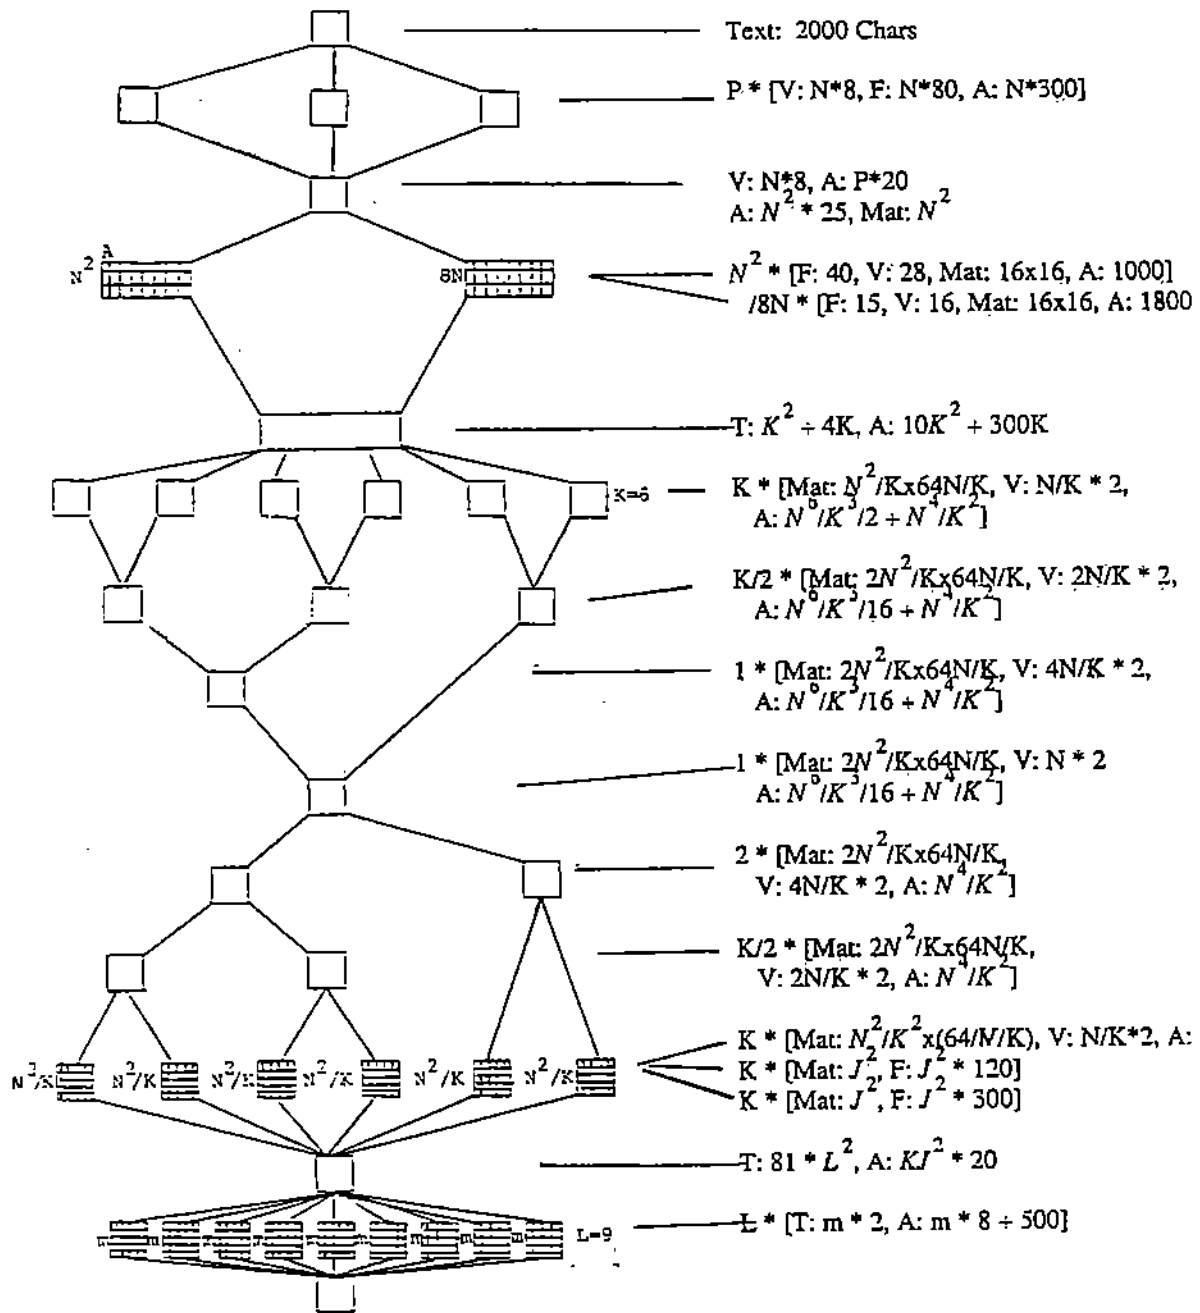 Text: 2000 Chars
P * [V: N*8, F: N*80, A: N*300]
V: N*8, A: P*20
A: N² * 25, Mat: N²
A
N²
8N
N² * [F: 40, V: 28, Mat: 16x16, A: 1000]
/8N * [F: 15, V: 16, Mat: 16x16, A: 1800
T: K² ÷ 4K, A: 10K² ÷ 300K
K=6
K * [Mat: N²/Kx64N/K, V: N/K * 2,
A: N⁶/K³/2 ÷ N⁴/K²]
K/2 * [Mat: 2N²/Kx64N/K, V: 2N/K * 2,
A: N⁶/K³/16 + N⁴/K²]
1 * [Mat: 2N²/Kx64N/K, V: 4N/K * 2,
A: N⁶/K³/16 + N⁴/K²]
1 * [Mat: 2N²/Kx64N/K, V: N * 2
A: N⁶/K³/16 + N⁴/K²]
2 * [Mat: 2N²/Kx64N/K,
V: 4N/K * 2, A: N⁴/K²]
K/2 * [Mat: 2N²/Kx64N/K,
V: 2N/K * 2, A: N⁴/K²]
N²/K N²/K N²/K N²/K N²/K N²/K
K * [Mat: N²/K²x(64/N/K), V: N/K*2, A:
K * [Mat: J², F: J² * 120]
K * [Mat: J², F: J² * 300]
T: 81 * L², A: KJ² * 20
m m m m m m m m m
L=9
L * [T: m * 2, A: m * 8 ÷ 500]